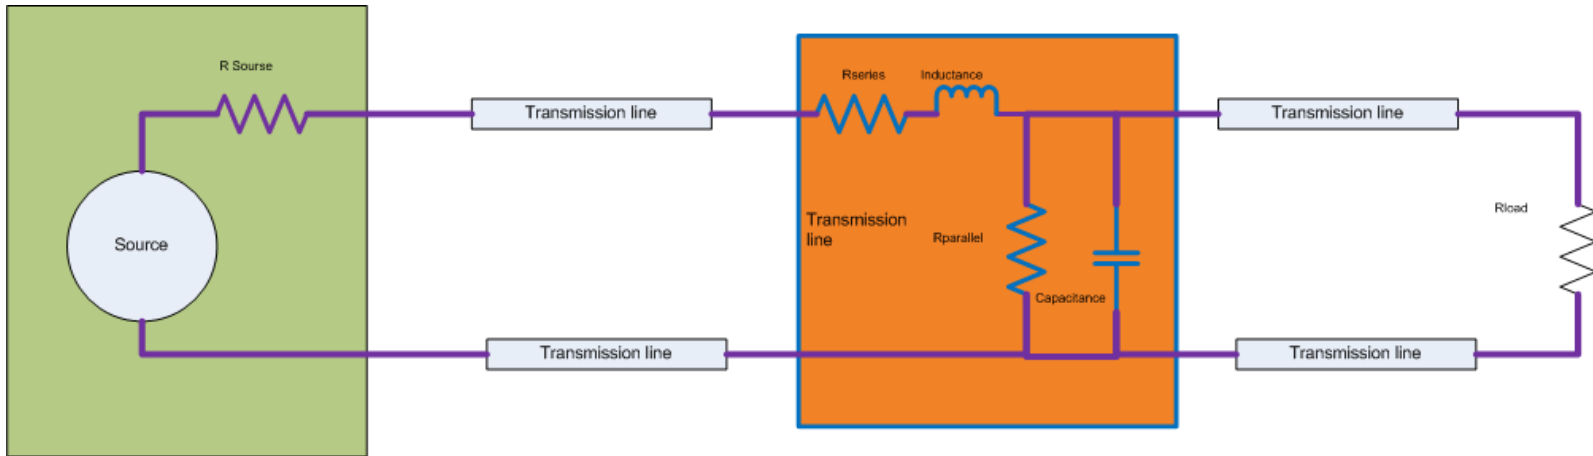 R Sourse
Rseries
Inductance
Transmission line
Transmission line
Source
Transmission
line
Rparallel
Rload
Capacitance
Transmission line
Transmission line